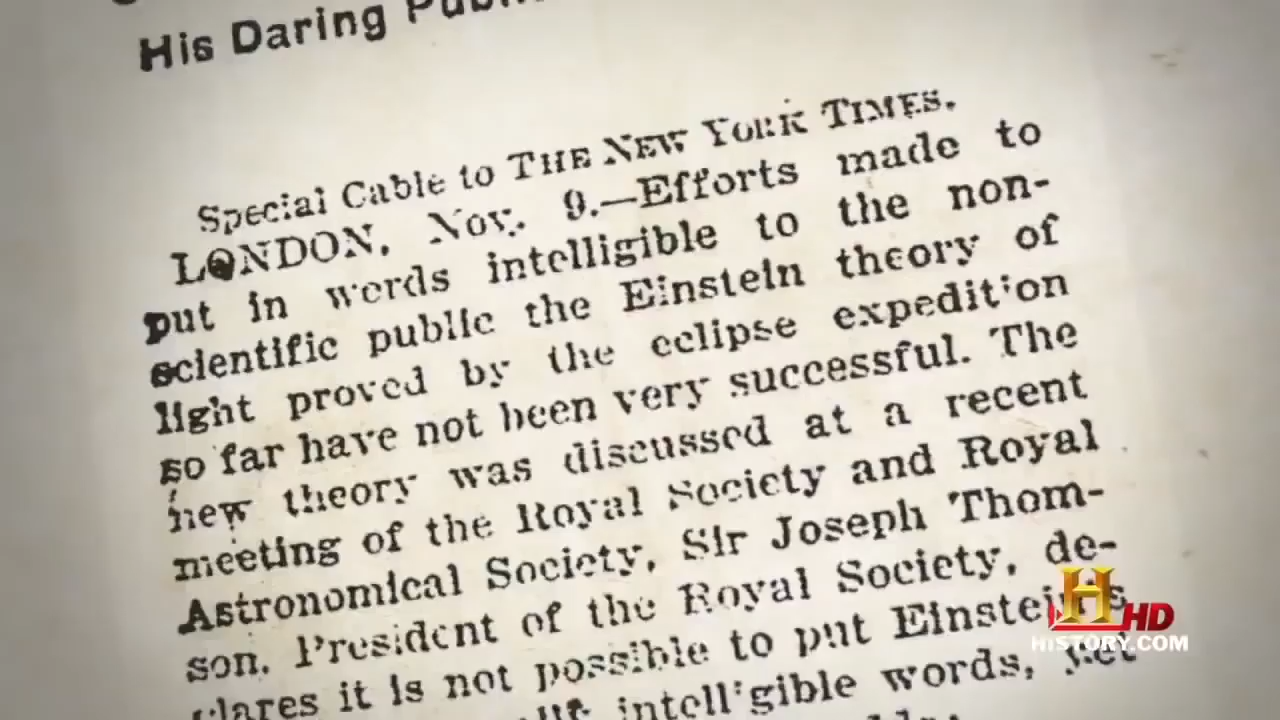 His Daring
Special Cable to THE NEW YORK TIMES.
LONDON, Nov. 9.—Efforts made to
put in words intelligible to the non-
scientific public the Einstein theory of
light proved by the eclipse expedition
so far have not been very successful. The
new theory was discussed at a recent
meeting of the Royal Society and Royal
Astronomical Society, Sir Joseph Thom-
son, President of the Royal Society, de-
clares it is not possible to put Einstein's
intelligible words, yet
H HD
HISTORY.COM